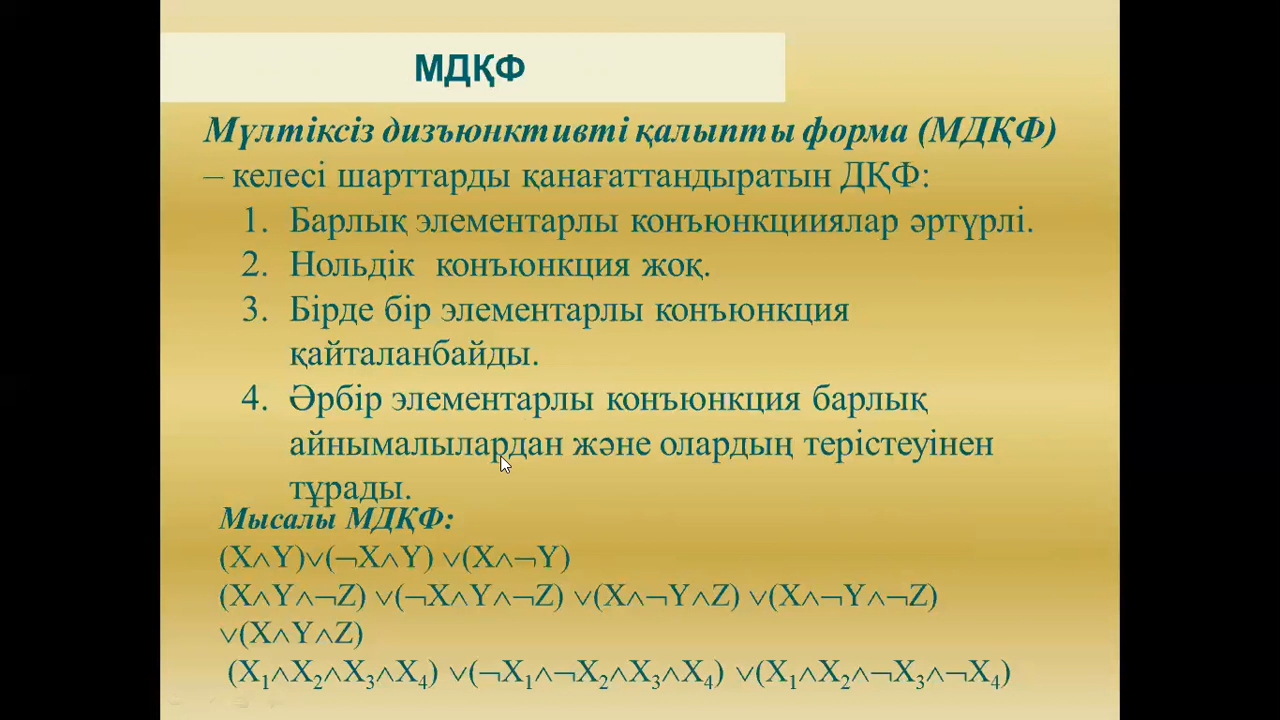 МДҚФ
Мүлтіксіз дизъюнктивті қалыпты форма (МДҚФ)
– келесі шарттарды қанағаттандыратын ДҚФ:
1. Барлық элементарлы конъюнкцииялар әртүрлі.
2. Нольдік конъюнкция жоқ.
3. Бірде бір элементарлы конъюнкция
қайталанбайды.
4. Әрбір элементарлы конъюнкция барлық
айнымалылардан және олардың терістеуінен
тұрады.
Мысалы МДҚФ:
(X∧Y)∨(¬X∧Y) ∨(X∧¬Y)
(X∧Y∧¬Z) ∨(¬X∧Y∧¬Z) ∨(X∧¬Y∧Z) ∨(X∧¬Y∧¬Z)
∨(X∧Y∧Z)
(X₁∧X₂∧X₃∧X₄) ∨(¬X₁∧¬X₂∧X₃∧X₄) ∨(X₁∧X₂∧¬X₃∧¬X₄)